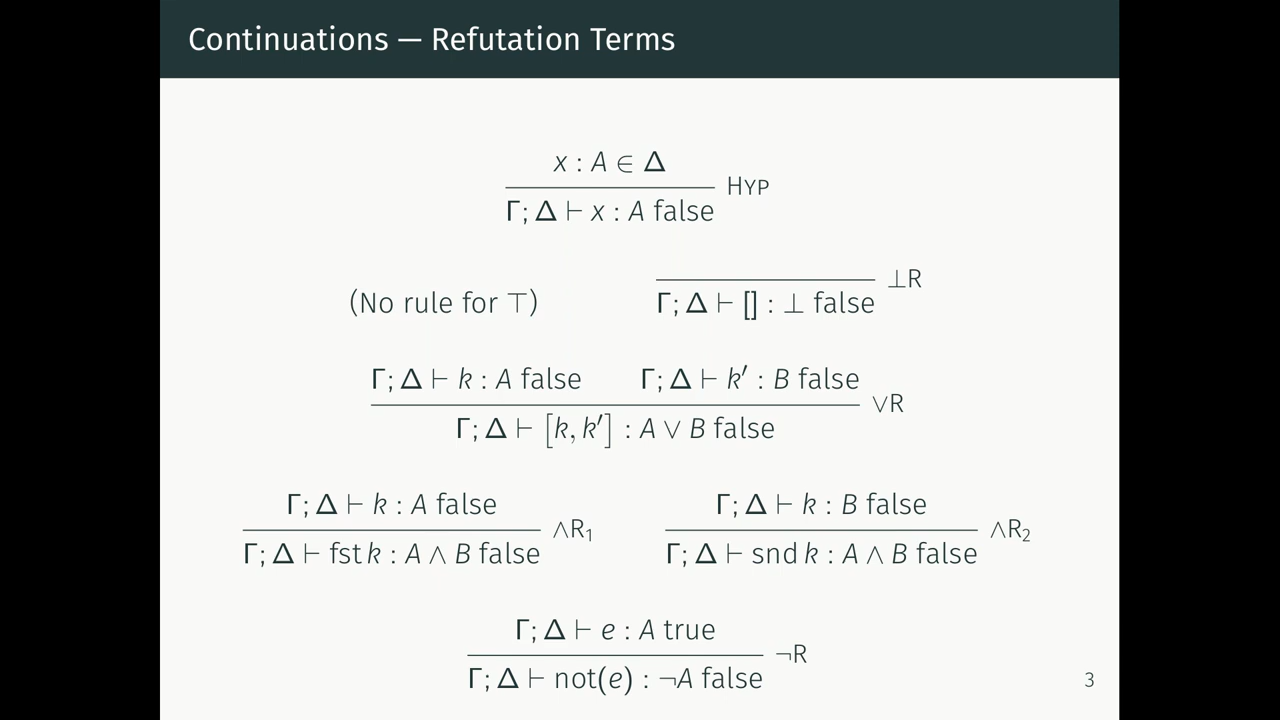 Continuations — Refutation Terms
x : A ∈ Δ
Γ; Δ ⊢ x : A false
HYP
(No rule for ⊤)
Γ; Δ ⊢ [] : ⊥ false
⊥R
Γ; Δ ⊢ k : A false Γ; Δ ⊢ k′ : B false
Γ; Δ ⊢ [k, k′] : A ∨ B false
∨R
Γ; Δ ⊢ k : A false
Γ; Δ ⊢ fst k : A ∧ B false
∧R₁
Γ; Δ ⊢ k : B false
Γ; Δ ⊢ snd k : A ∧ B false
∧R₂
Γ; Δ ⊢ e : A true
Γ; Δ ⊢ not(e) : ¬A false
¬R
3